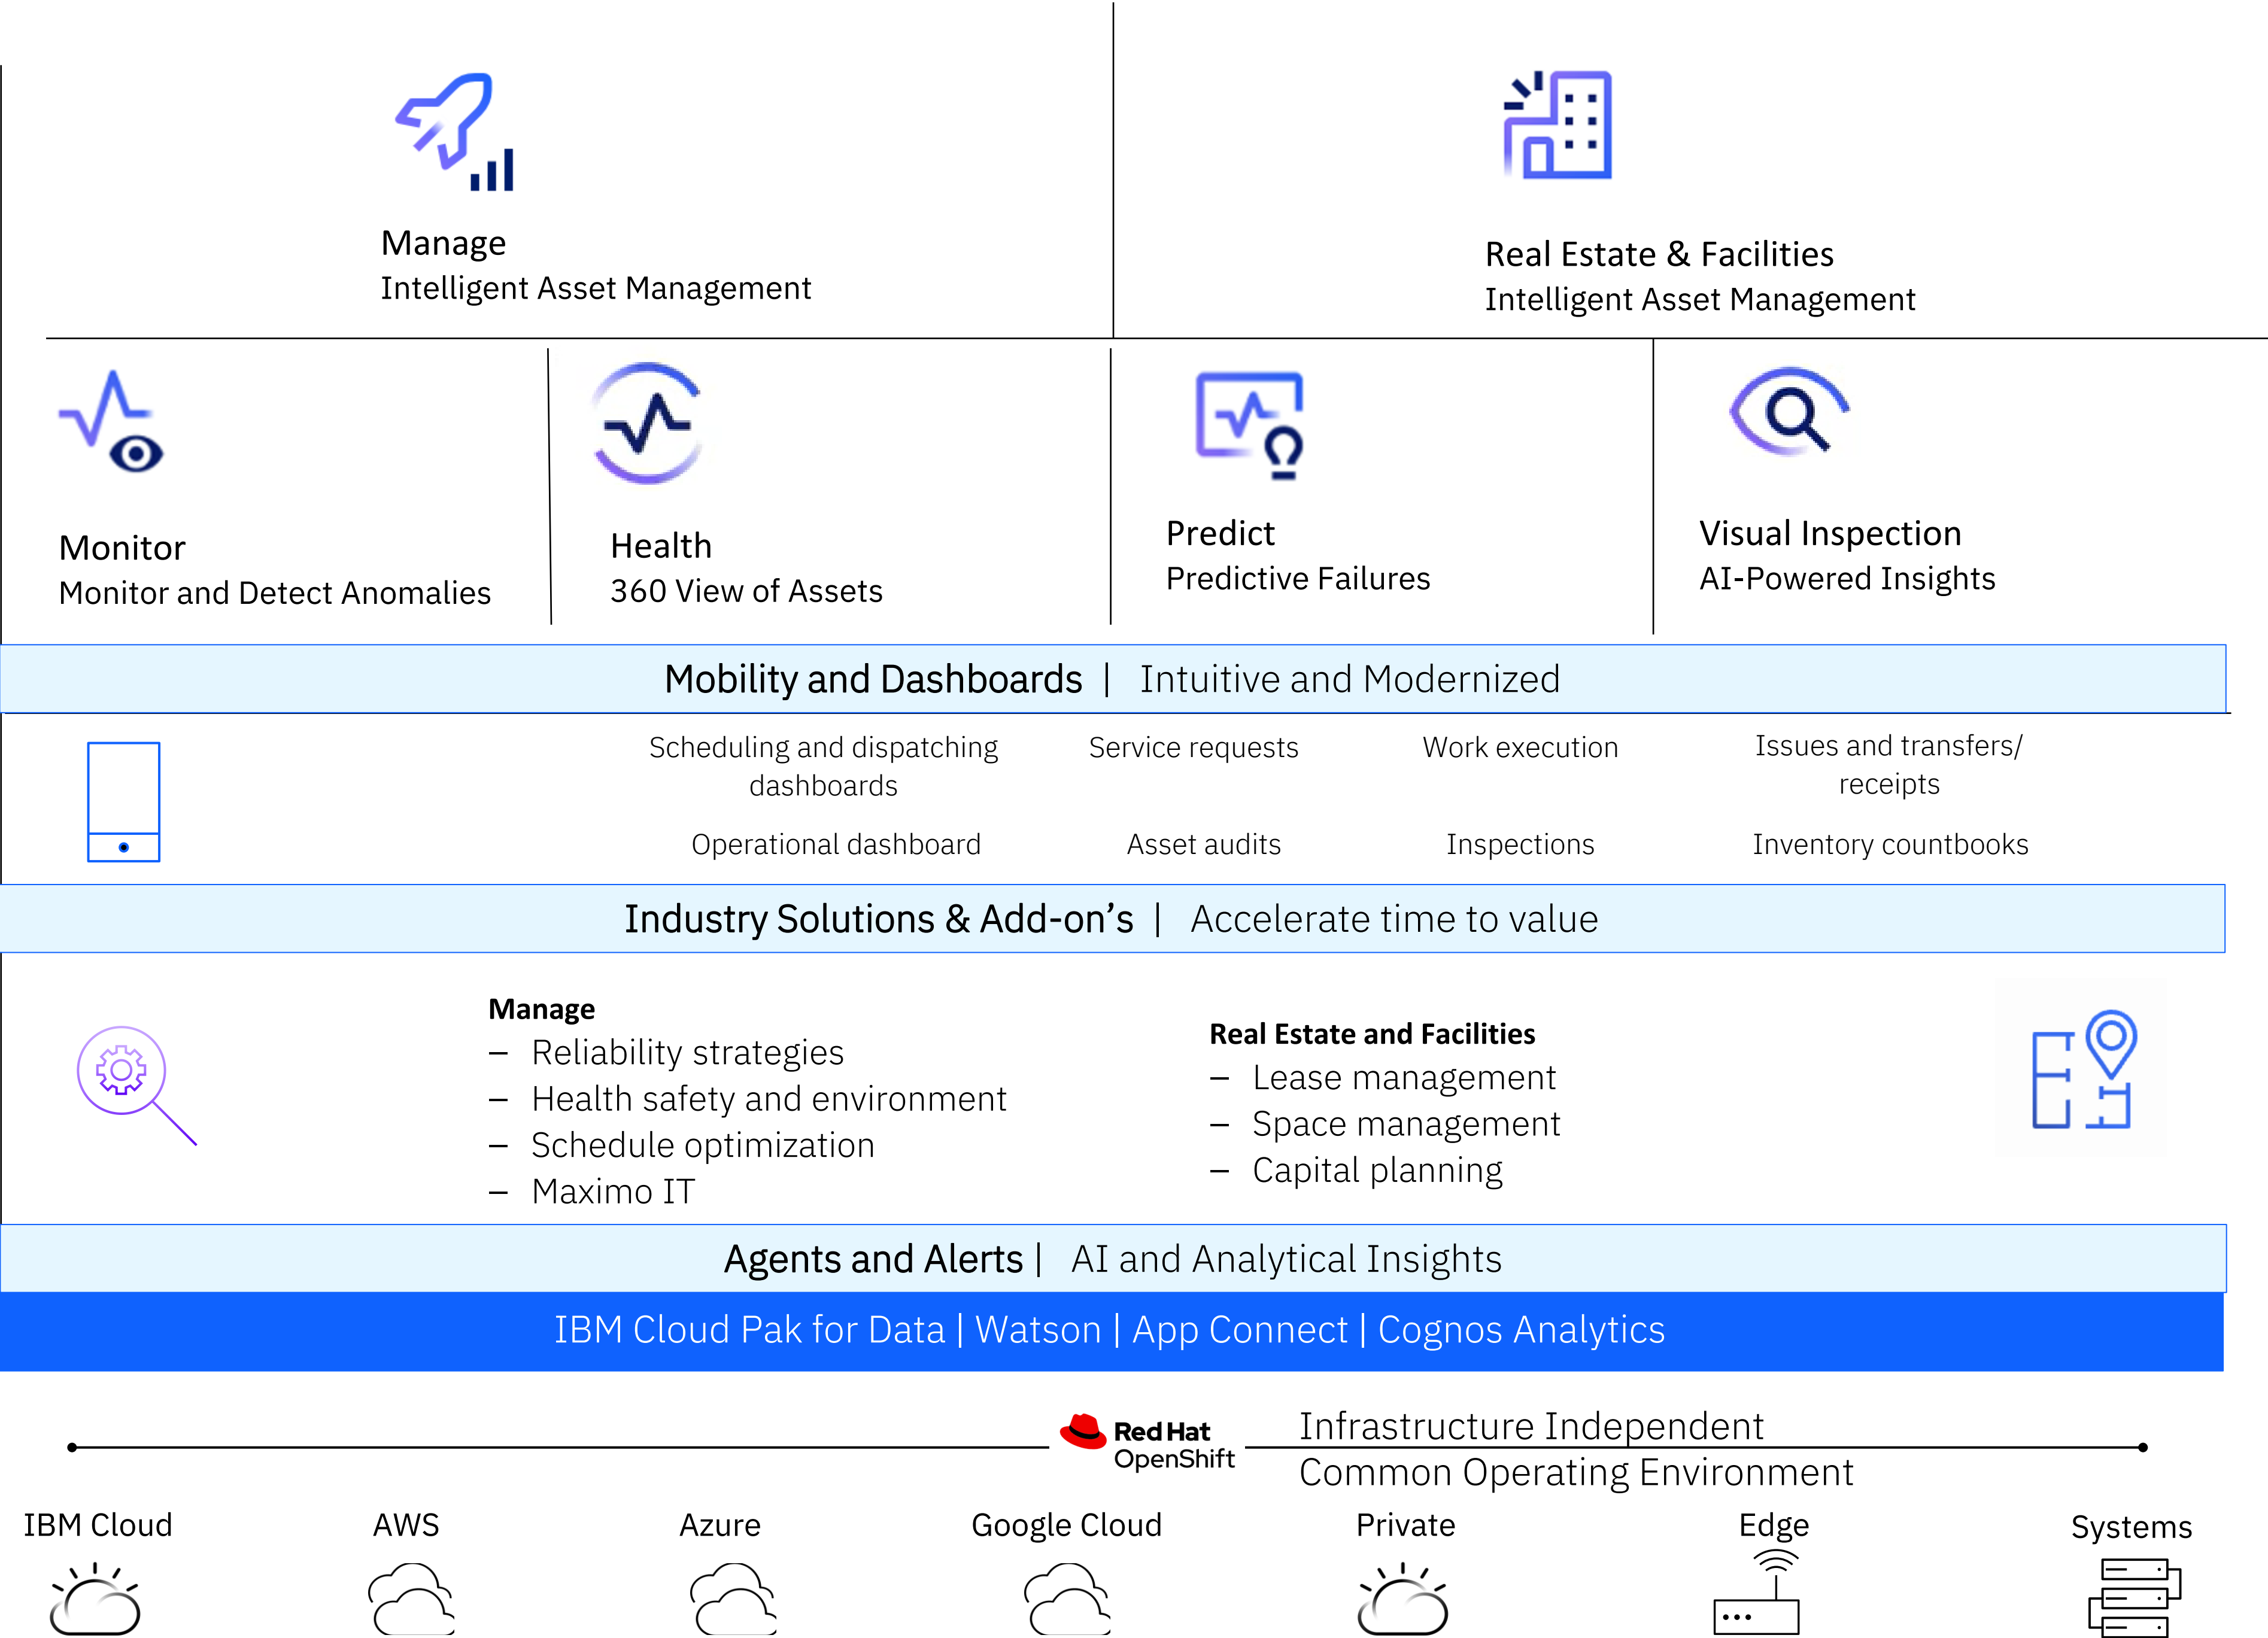 Manage
Intelligent Asset Management
Real Estate & Facilities
Intelligent Asset Management
Monitor
Monitor and Detect Anomalies
Health
360 View of Assets
Predict
Predictive Failures
Visual Inspection
AI-Powered Insights
Mobility and Dashboards | Intuitive and Modernized
Scheduling and dispatching
dashboards
Service requests
Work execution
Issues and transfers/
receipts
Operational dashboard
Asset audits
Inspections
Inventory countbooks
Industry Solutions & Add-on’s | Accelerate time to value
Manage
– Reliability strategies
– Health safety and environment
– Schedule optimization
– Maximo IT
Real Estate and Facilities
– Lease management
– Space management
– Capital planning
Agents and Alerts | AI and Analytical Insights
IBM Cloud Pak for Data | Watson | App Connect | Cognos Analytics
Red Hat
OpenShift
Infrastructure Independent
Common Operating Environment
IBM Cloud
AWS
Azure
Google Cloud
Private
Edge
Systems